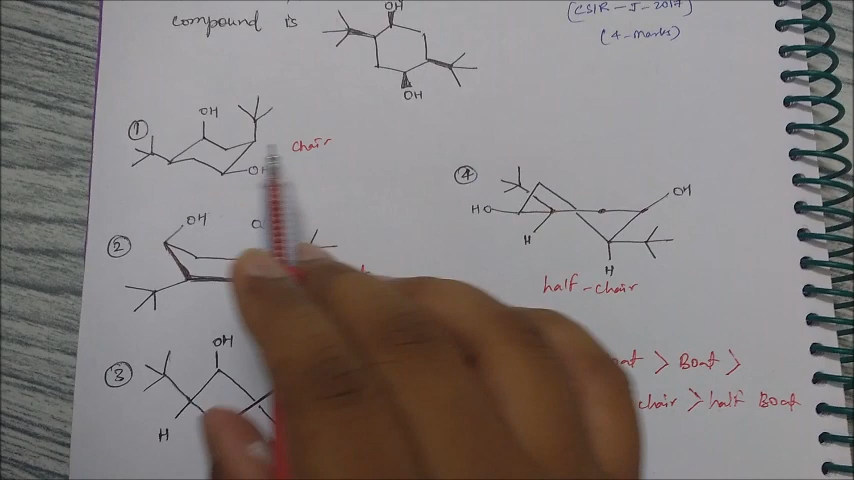 OH
(CSIR-J-2017)
compound is
(4-marks)
OH
①
OH
chair
④
OH
HO
H
H
half-chair
②
OH
③
OH
H
> Boat >
chair > half Boat